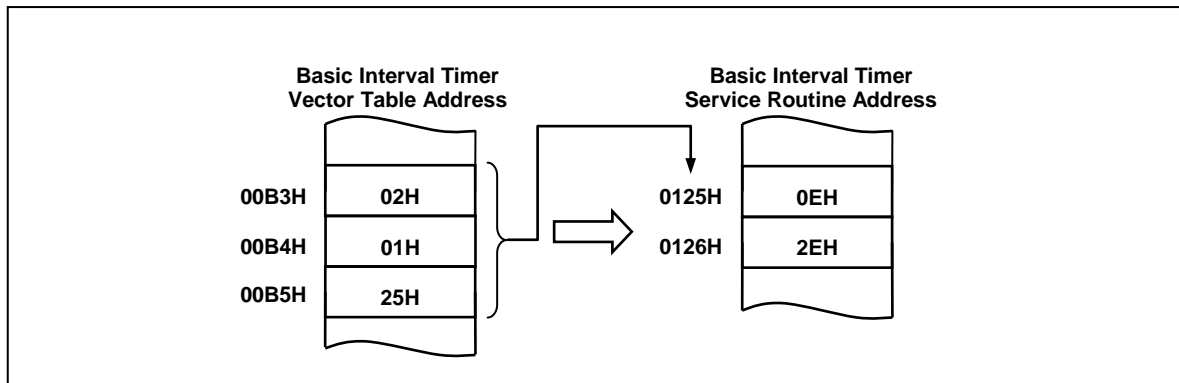 Basic Interval Timer
Vector Table Address
00B3H 02H
00B4H 01H
00B5H 25H
Basic Interval Timer
Service Routine Address
0125H 0EH
0126H 2EH